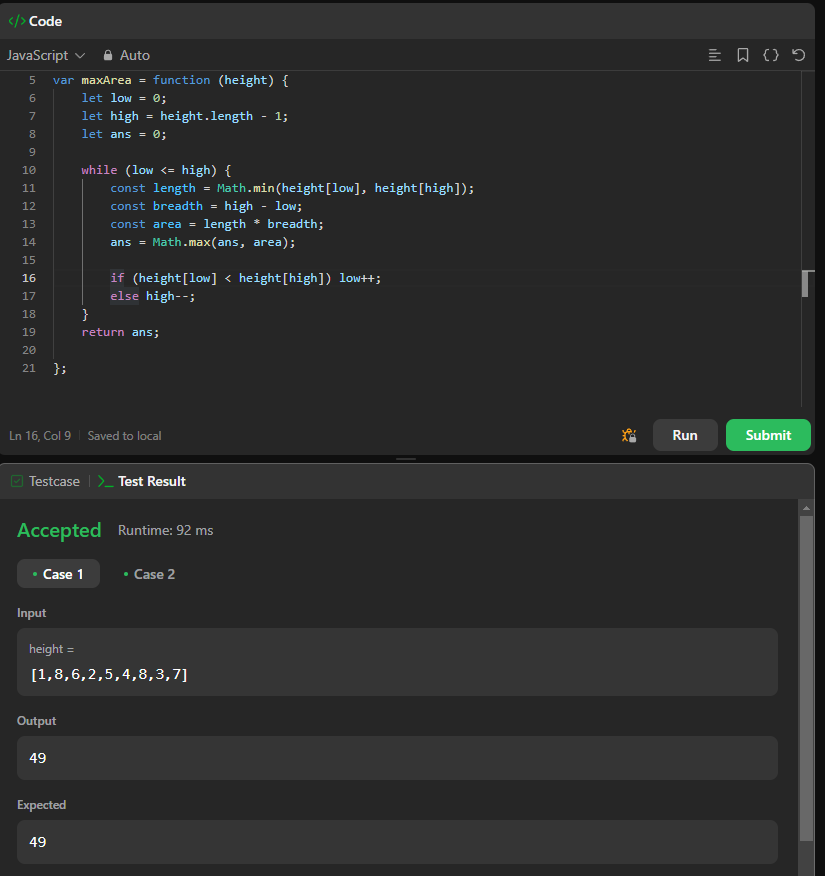 </> Code
JavaScript Auto
5 var maxArea = function (height) {
6     let low = 0;
7     let high = height.length - 1;
8     let ans = 0;
9
10     while (low <= high) {
11         const length = Math.min(height[low], height[high]);
12         const breadth = high - low;
13         const area = length * breadth;
14         ans = Math.max(ans, area);
15
16         if (height[low] < height[high]) low++;
17         else high--;
18     }
19     return ans;
20
21 };
Ln 16, Col 9 Saved to local
Run Submit
Testcase >_ Test Result
Accepted Runtime: 92 ms
• Case 1 • Case 2
Input
height =
[1,8,6,2,5,4,8,3,7]
Output
49
Expected
49